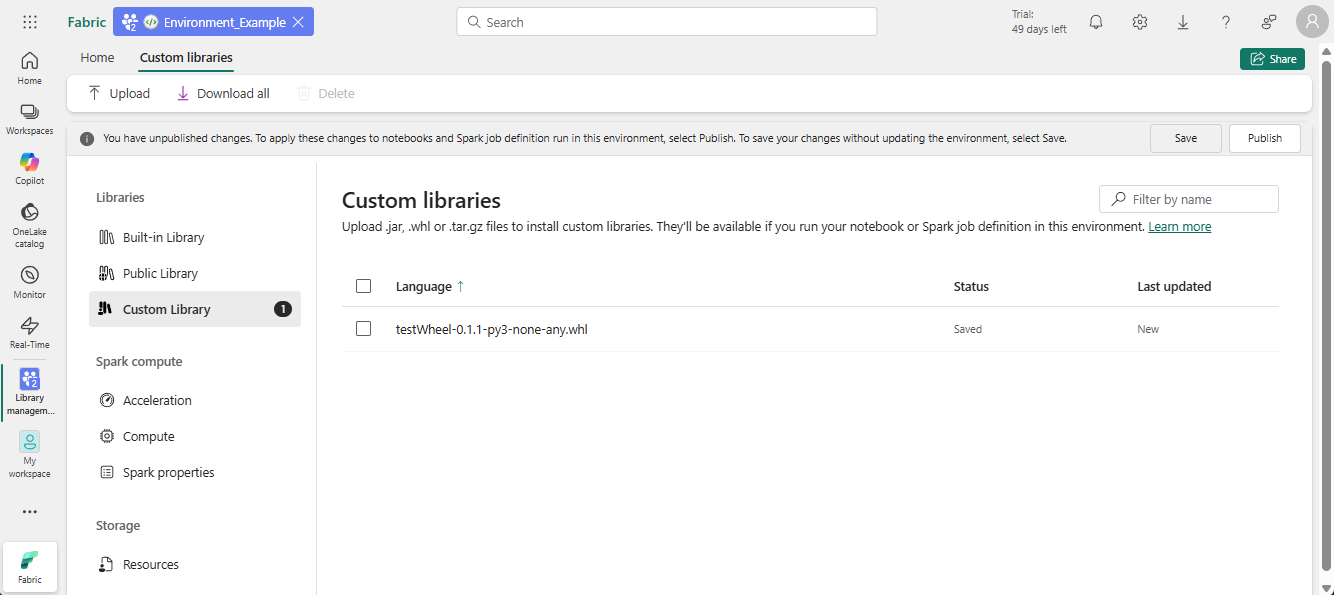 Fabric
2
Environment_Example
Search
Trial:
49 days left
Home
Custom libraries
Share
Upload
Download all
Delete
You have unpublished changes. To apply these changes to notebooks and Spark job definition run in this environment, select Publish. To save your changes without updating the environment, select Save.
Save
Publish
Home
Workspaces
Copilot
OneLake
catalog
Monitor
Real-Time
2
Library
managem...
My
workspace
Fabric
Libraries
Built-in Library
Public Library
Custom Library
1
Spark compute
Acceleration
Compute
Spark properties
Storage
Resources
Custom libraries
Filter by name
Upload .jar, .whl or .tar.gz files to install custom libraries. They'll be available if you run your notebook or Spark job definition in this environment. Learn more
Language ↑ Status Last updated
testWheel-0.1.1-py3-none-any.whl Saved New